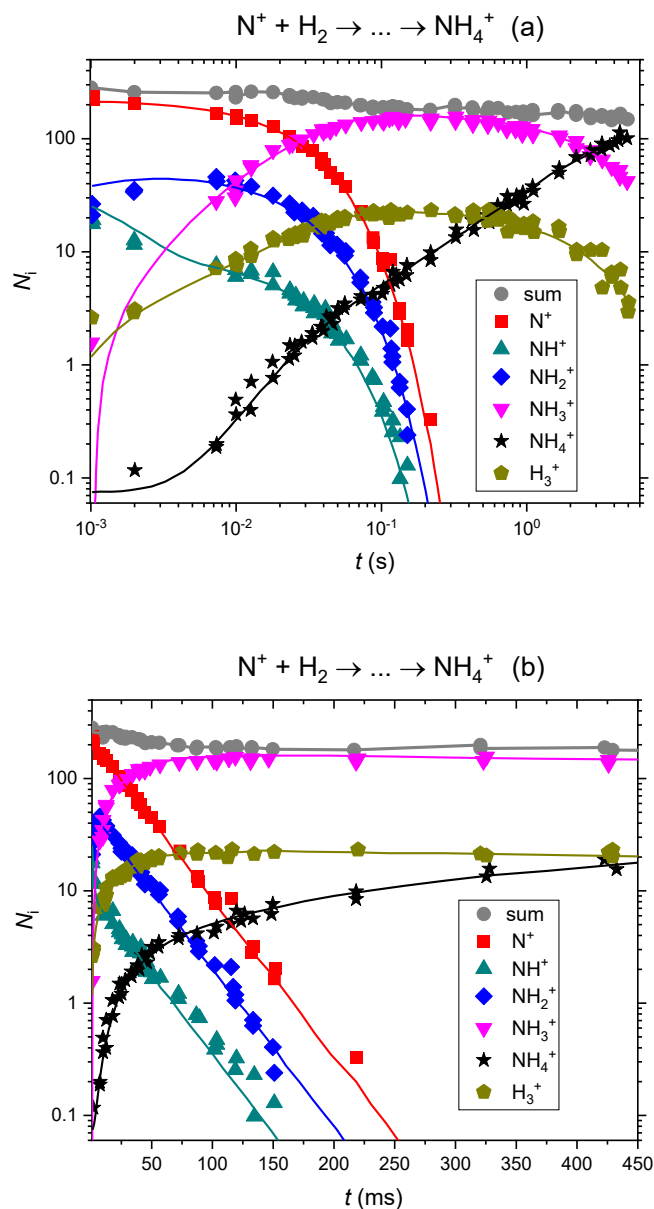 N⁺ + H₂ → ... → NH₄⁺ (a)
100
10
1
0.1
Nᵢ
10⁻³ 10⁻² 10⁻¹ 10⁰
t (s)
sum
N⁺
NH⁺
NH₂⁺
NH₃⁺
NH₄⁺
H₃⁺
N⁺ + H₂ → ... → NH₄⁺ (b)
100
10
1
0.1
Nᵢ
50 100 150 200 250 300 350 400 450
t (ms)
sum
N⁺
NH⁺
NH₂⁺
NH₃⁺
NH₄⁺
H₃⁺